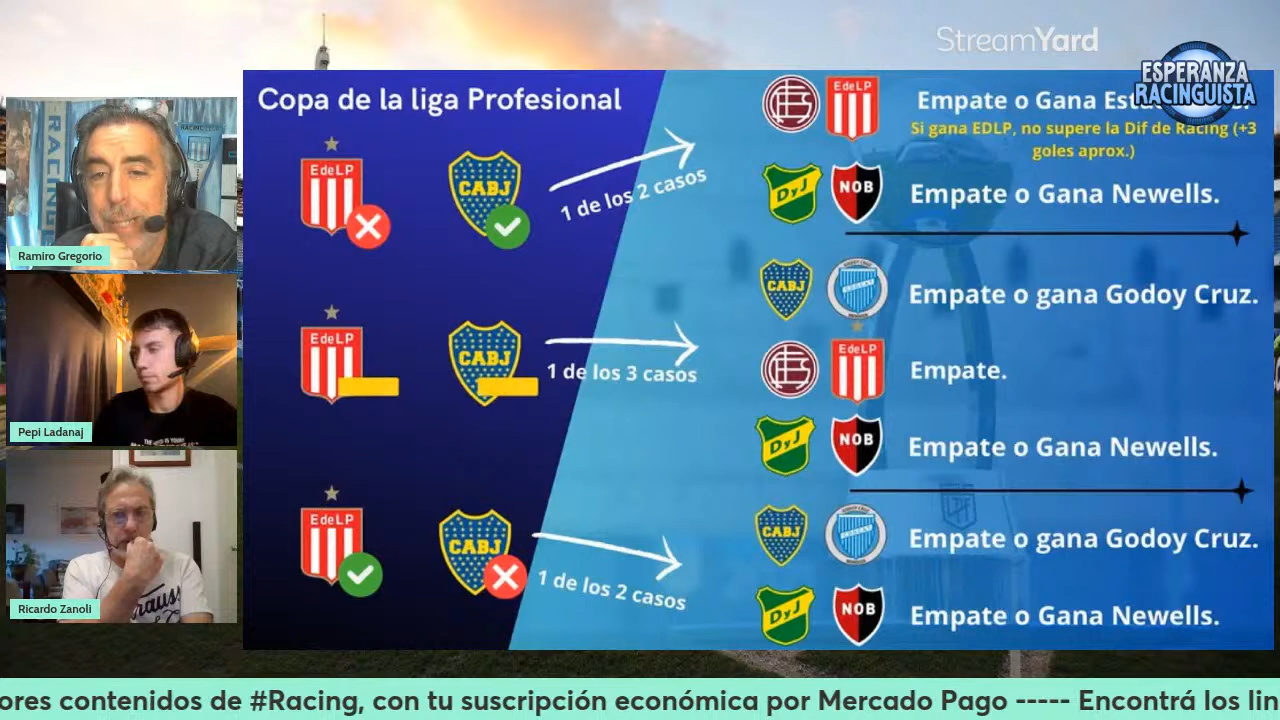 StreamYard
ESPERANZA
RACINGUISTA
Copa de la liga Profesional
EdeLP
CABJ
1 de los 2 casos
EdeLP
Empate o Gana
Si gana EDLP, no supere la Dif de Racing (+3
goles aprox.)
DyJ
NOB
Empate o Gana Newells.
CABJ
Empate o gana Godoy Cruz.
EdeLP
CABJ
1 de los 3 casos
EdeLP
Empate.
DyJ
NOB
Empate o Gana Newells.
EdeLP
CABJ
1 de los 2 casos
CABJ
Empate o gana Godoy Cruz.
DyJ
NOB
Empate o Gana Newells.
RACING
Ramiro Gregorio
Pepi Ladanaj
Ricardo Zanoli
ores contenidos de #Racing, con tu suscripción económica por Mercado Pago ----- Encontrá los lin